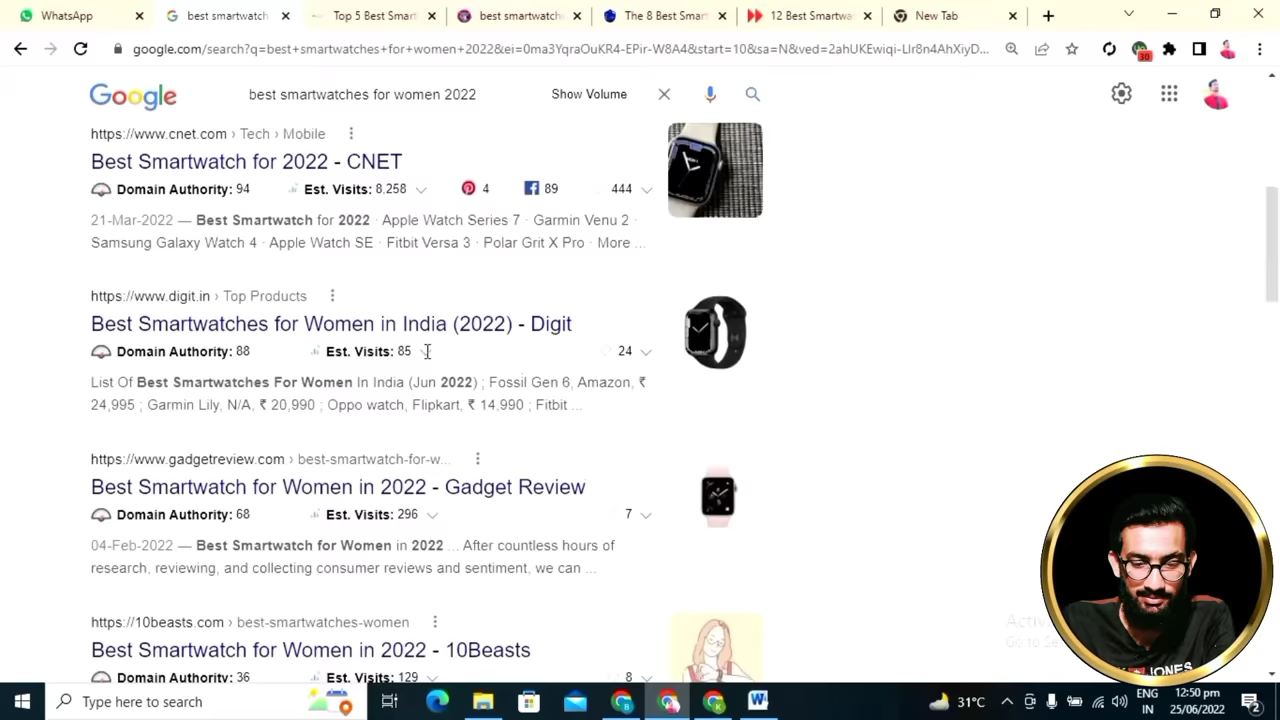 WhatsApp
best smartwatch
Top 5 Best Smart
best smartwatch
The 8 Best Smart
12 Best Smartwa
New Tab
google.com/search?q=best+smartwatches+for+women+2022&ei=0ma3YqraOuKR4-EPir-W8A4&start=10&sa=N&ved=2ahUKEwiqi-LIr8n4AhXiyD...
30
Google
best smartwatches for women 2022
Show Volume
https://www.cnet.com › Tech › Mobile
Best Smartwatch for 2022 - CNET
Domain Authority: 94 Est. Visits: 8,258 4 89 444
21-Mar-2022 — Best Smartwatch for 2022 · Apple Watch Series 7 · Garmin Venu 2 ·
Samsung Galaxy Watch 4 · Apple Watch SE · Fitbit Versa 3 · Polar Grit X Pro · More ...
https://www.digit.in › Top Products
Best Smartwatches for Women in India (2022) - Digit
Domain Authority: 88 Est. Visits: 85 24
List Of Best Smartwatches For Women In India (Jun 2022) ; Fossil Gen 6, Amazon, ₹
24,995 ; Garmin Lily, N/A, ₹ 20,990 ; Oppo watch, Flipkart, ₹ 14,990 ; Fitbit ...
https://www.gadgetreview.com › best-smartwatch-for-w...
Best Smartwatch for Women in 2022 - Gadget Review
Domain Authority: 68 Est. Visits: 296 7
04-Feb-2022 — Best Smartwatch for Women in 2022 ... After countless hours of
research, reviewing, and collecting consumer reviews and sentiment, we can ...
https://10beasts.com › best-smartwatches-women
Best Smartwatch for Women in 2022 - 10Beasts
Domain Authority: 36 Est. Visits: 129 8
Activ
Go to Se
JONES
Type here to search
31°C
ENG
IN
12:50 pm
25/06/2022
2